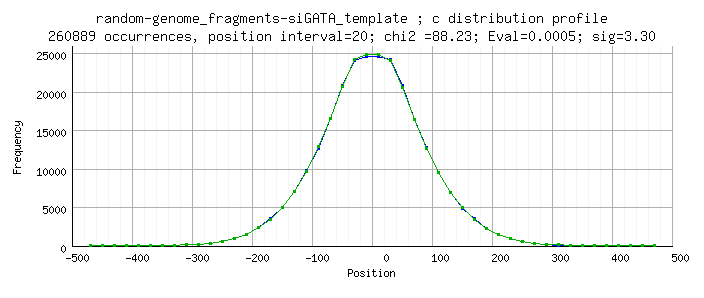 random-genome_fragments-siGATA_template ; c distribution profile
260889 occurrences, position interval=20; chi2 =88.23; Eval=0.0005; sig=3.30
Frequency
25000
20000
15000
10000
5000
0
-500 -400 -300 -200 -100 0 100 200 300 400 500
Position